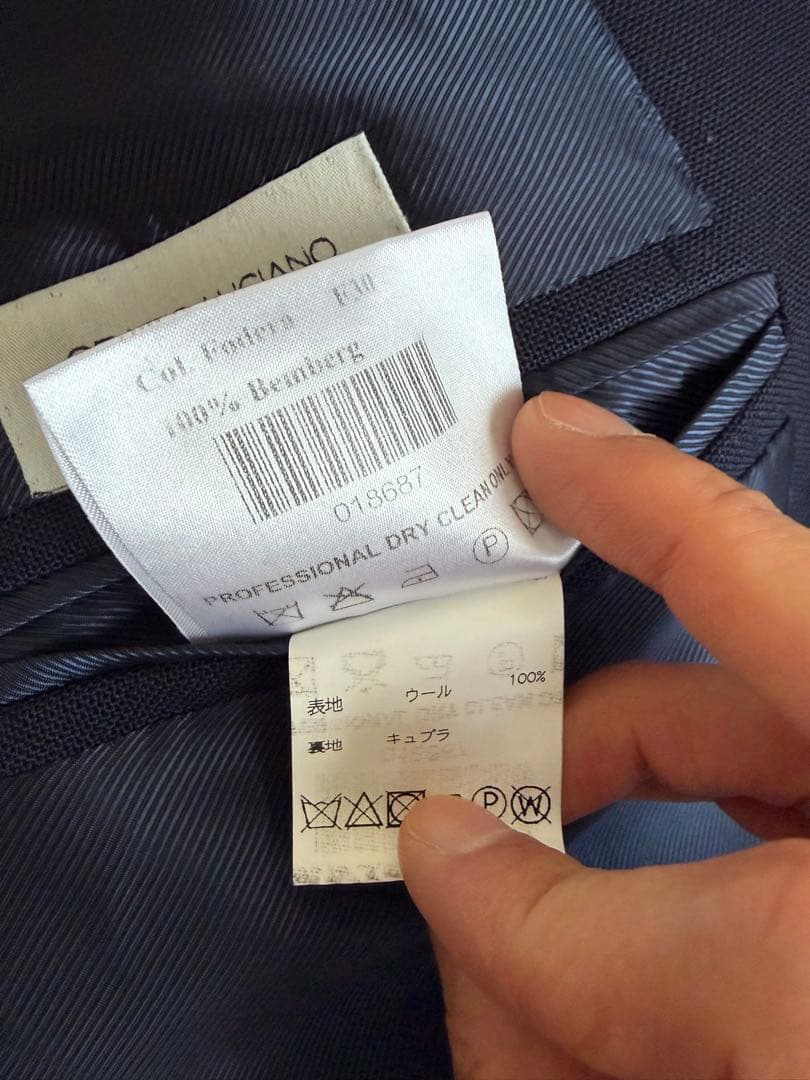 LUCIANO
Col. Fodera
100% Bemberg
018687
PROFESSIONAL DRY CLEAN ONLY
P
表地 ウール 100%
裏地 キュプラ
P W